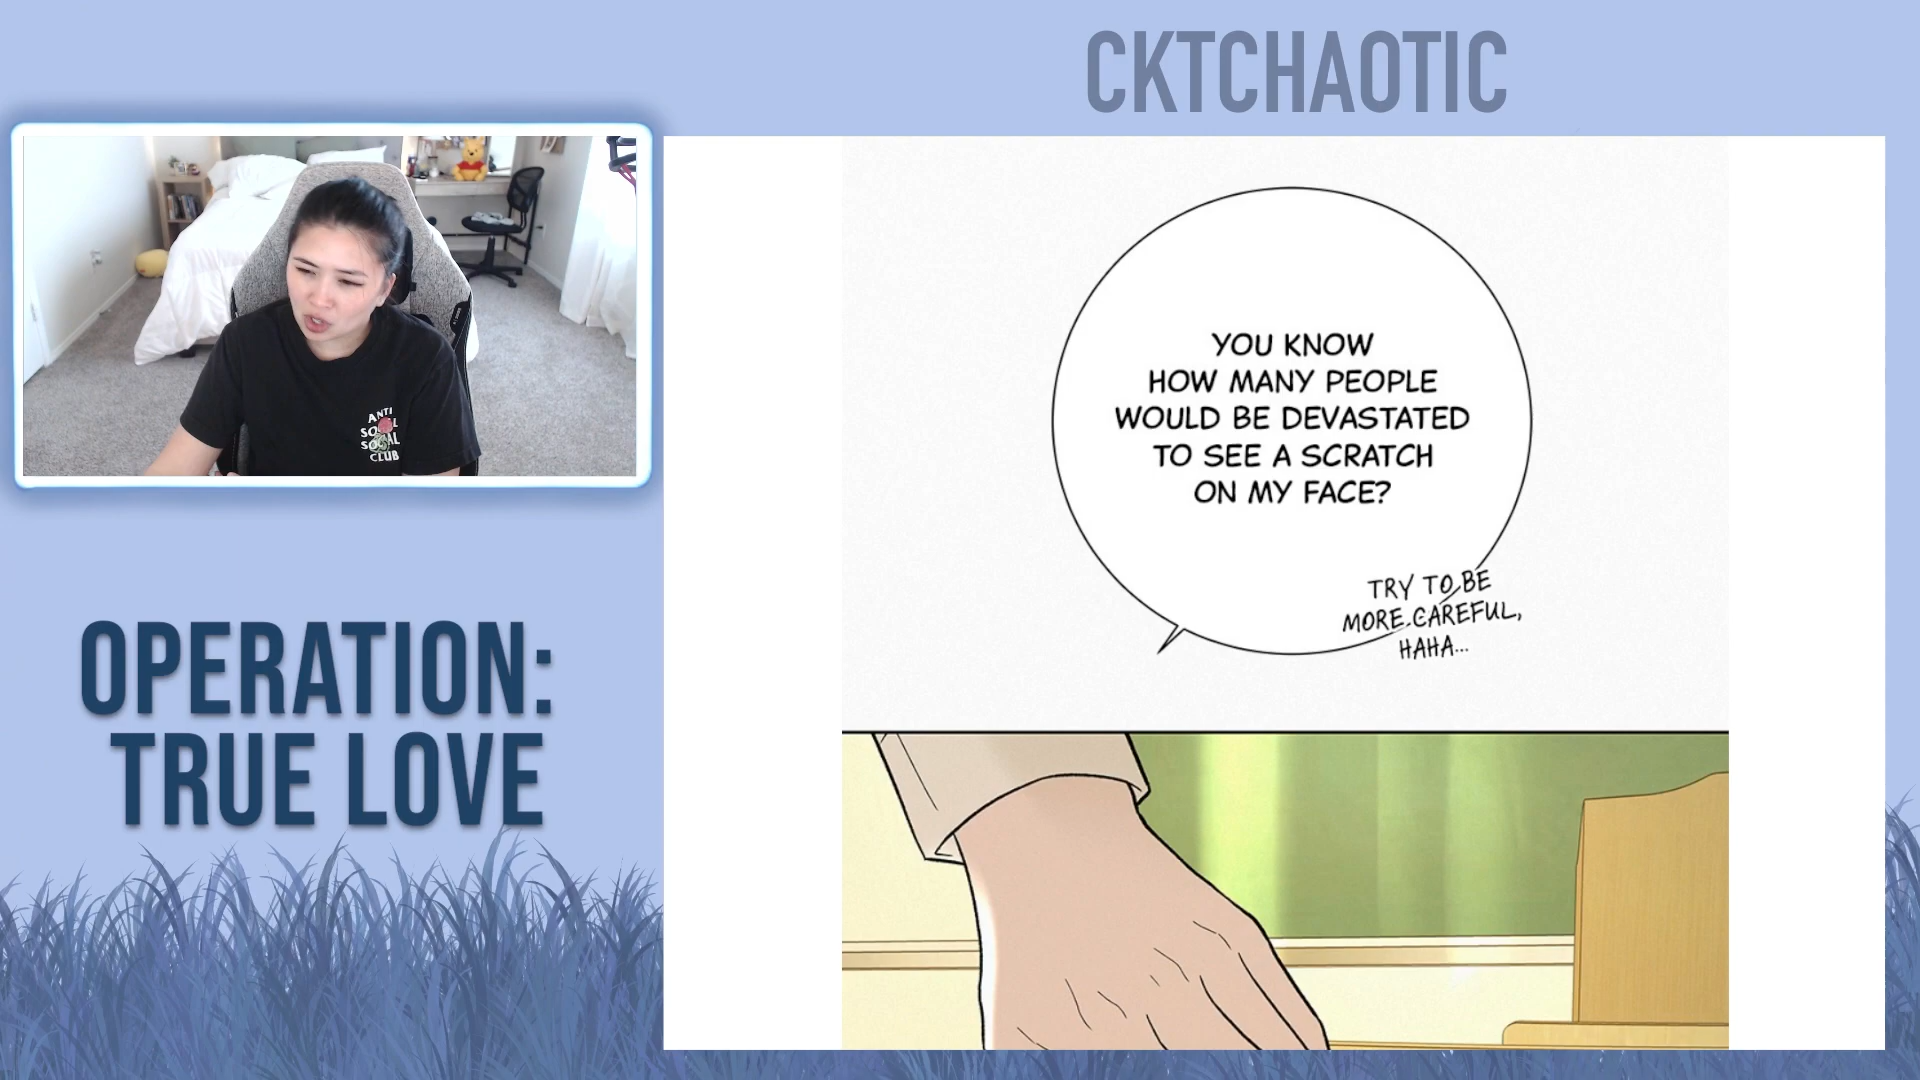 CKTCHAOTIC
ANTI
SOCIAL
SOCIAL
CLUB
OPERATION:
TRUE LOVE
YOU KNOW
HOW MANY PEOPLE
WOULD BE DEVASTATED
TO SEE A SCRATCH
ON MY FACE?
TRY TO BE
MORE CAREFUL,
HAHA...